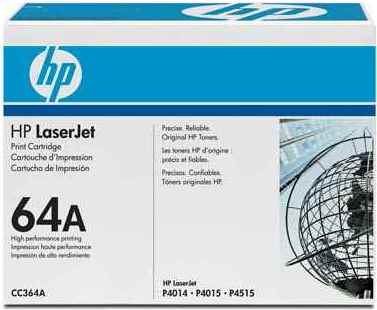 hp
HP LaserJet
Print Cartridge
Cartouche d'Impression
Cartucho de Impresión
64A
High performance printing
Impression haute performance
Impresión de alto rendimiento
CC364A
Precise. Reliable.
Original HP Toners.
Les toners HP d'origine :
précis et fiables.
Precisos. Confiables.
Tóners originales HP.
HP LaserJet
P4014 • P4015 • P4515